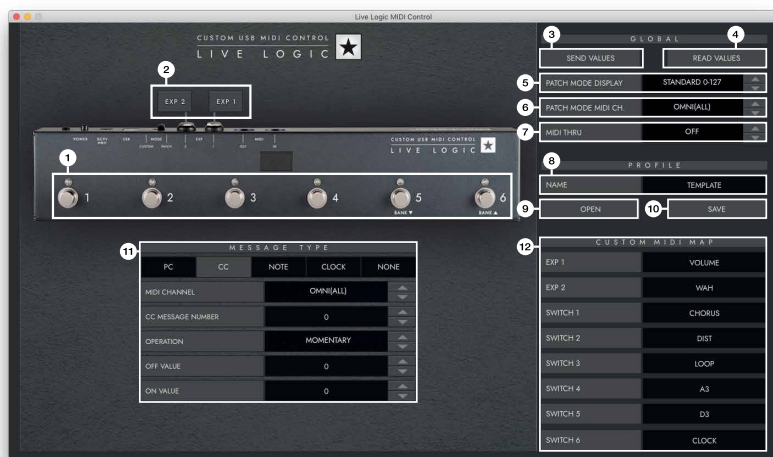 Live Logic MIDI Control
CUSTOM USB MIDI CONTROL
LIVE LOGIC
2
EXP 2
EXP 1
POWER
USB
MODE
CUSTOM PATCH
2
EXP
1
OUT
MIDI
IN
CUSTOM USB MIDI CONTROL
LIVE LOGIC
1
1
2
3
4
5
6
BANK ▼
BANK ▲
11
MESSAGE TYPE
PC
CC
NOTE
CLOCK
NONE
MIDI CHANNEL
OMNI(ALL)
CC MESSAGE NUMBER
0
OPERATION
MOMENTARY
OFF VALUE
0
ON VALUE
0
3
4
GLOBAL
SEND VALUES
READ VALUES
5
PATCH MODE DISPLAY
STANDARD 0-127
6
PATCH MODE MIDI CH.
OMNI(ALL)
7
MIDI THRU
OFF
PROFILE
8
NAME
TEMPLATE
9
OPEN
10
SAVE
12
CUSTOM MIDI MAP
EXP 1
VOLUME
EXP 2
WAH
SWITCH 1
CHORUS
SWITCH 2
DIST
SWITCH 3
LOOP
SWITCH 4
A3
SWITCH 5
D3
SWITCH 6
CLOCK